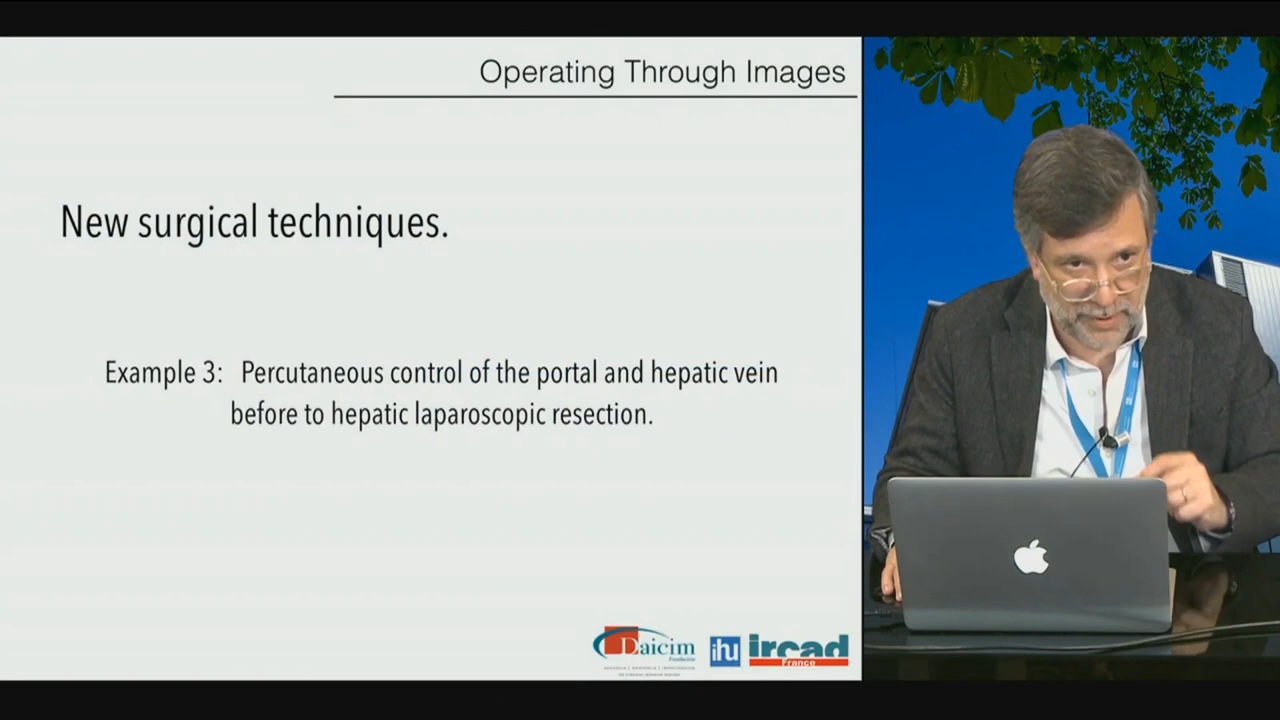 Operating Through Images
New surgical techniques.
Example 3: Percutaneous control of the portal and hepatic vein
before to hepatic laparoscopic resection.
Daicim
Fundación
ihu
ircad
France